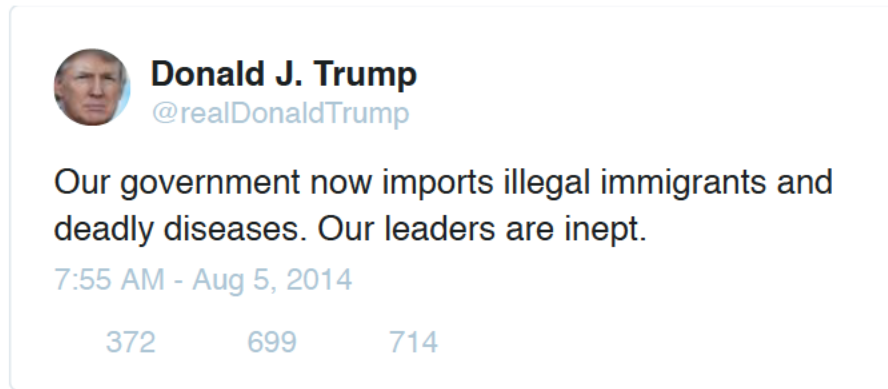 Donald J. Trump
@realDonaldTrump
Our government now imports illegal immigrants and
deadly diseases. Our leaders are inept.
7:55 AM - Aug 5, 2014
372 699 714